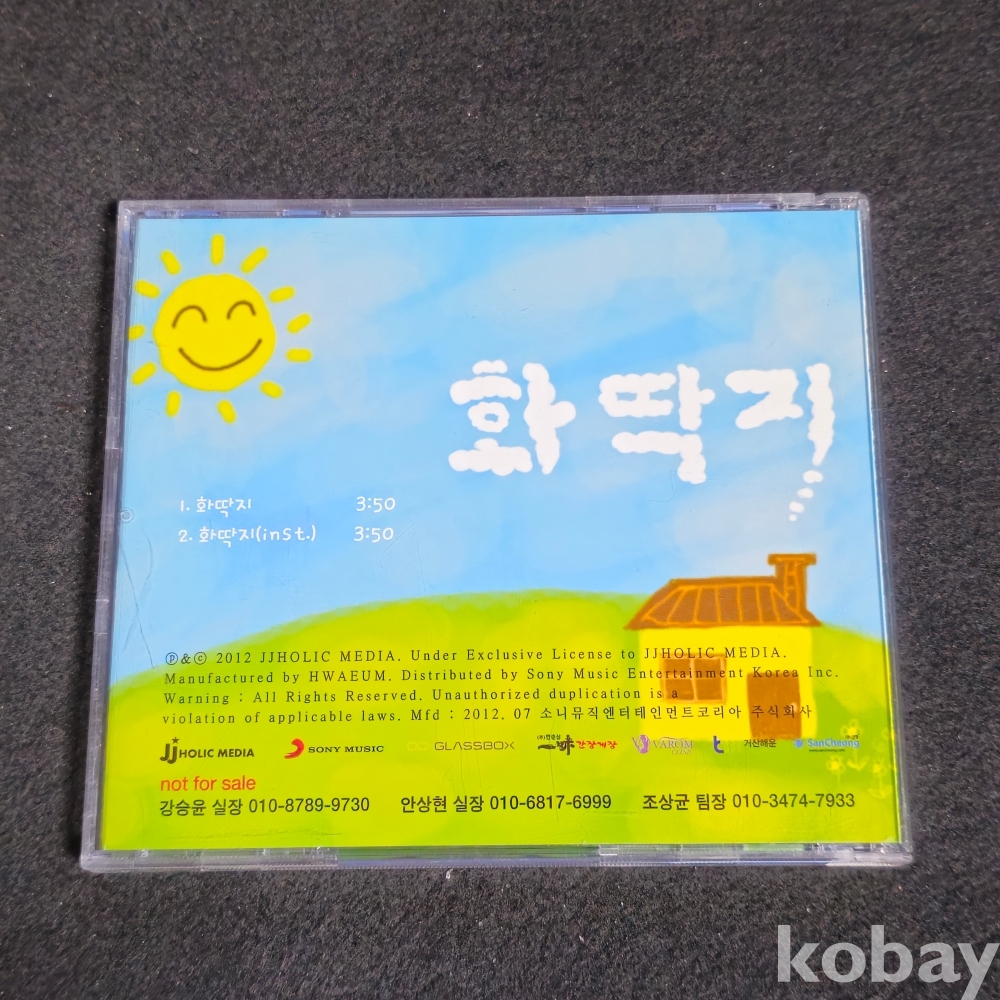 화딱지
1. 화딱지 3:50
2. 화딱지(inst.) 3:50
Ⓟ&ⓒ 2012 JJHOLIC MEDIA. Under Exclusive License to JJHOLIC MEDIA.
Manufactured by HWAEUM. Distributed by Sony Music Entertainment Korea Inc.
Warning : All Rights Reserved. Unauthorized duplication is a
violation of applicable laws. Mfd : 2012. 07 소니뮤직엔터테인먼트코리아 주식회사
JJHOLIC MEDIA SONY MUSIC GLASSBOX 간장게장 VAROM 거산해운 SanCheong
not for sale
강승윤 실장 010-8789-9730 안상현 실장 010-6817-6999 조상균 팀장 010-3474-7933
kobay